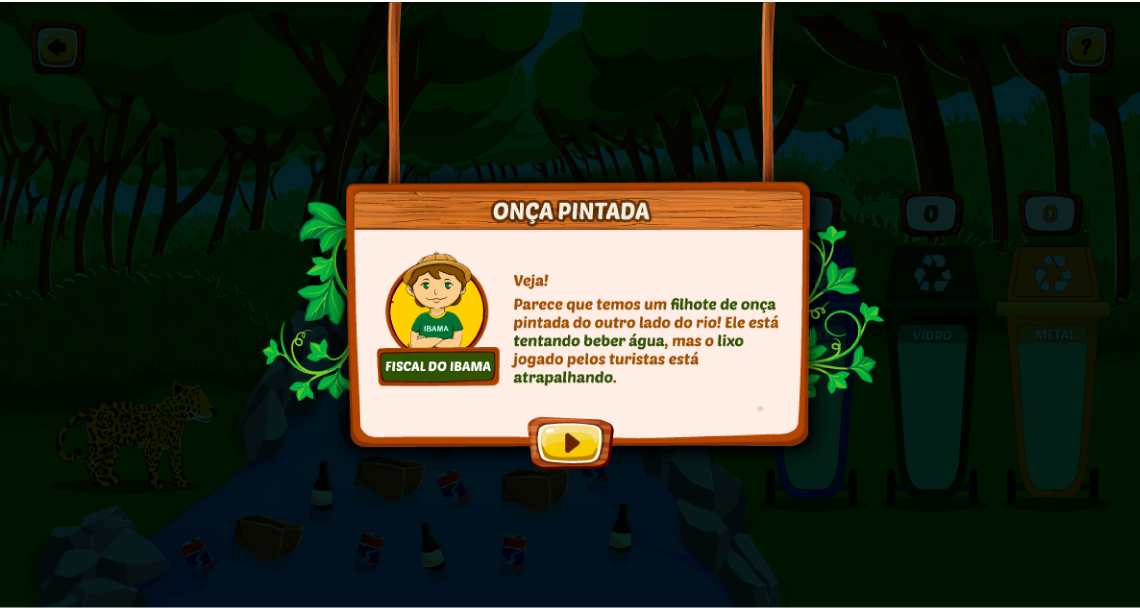 ?
ONÇA PINTADA
0
0
Veja!
Parece que temos um filhote de onça
pintada do outro lado do rio! Ele está
tentando beber água, mas o lixo
jogado pelos turistas está
atrapalhando.
IBAMA
FISCAL DO IBAMA
VIDRO
METAL